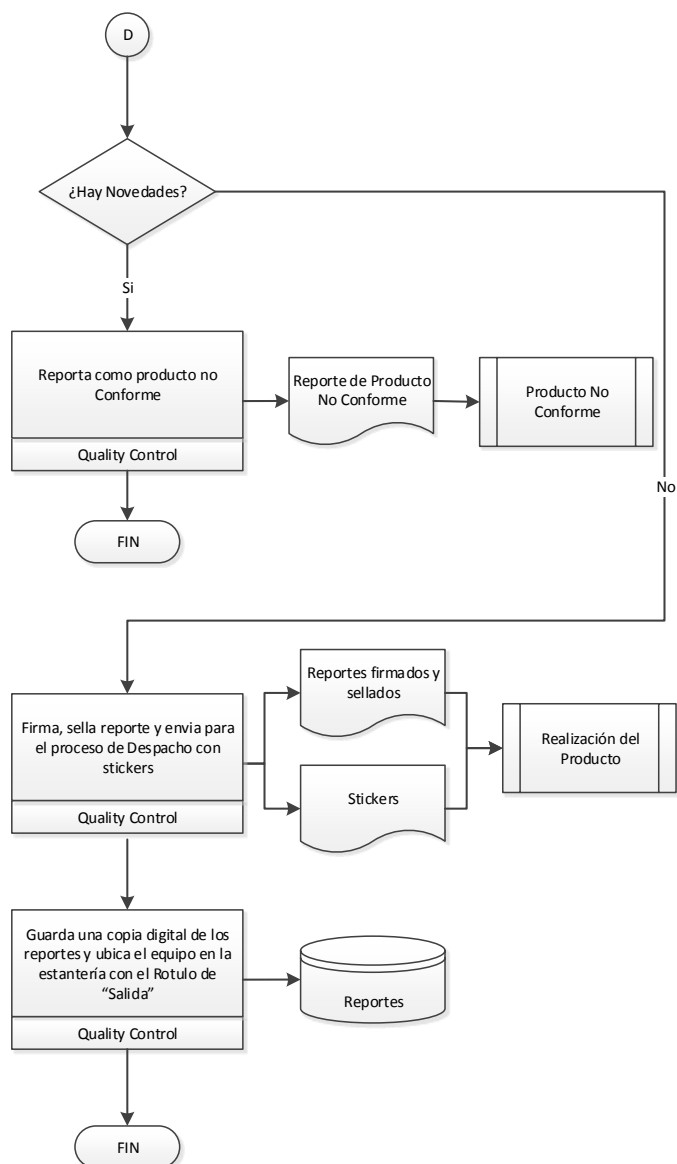 D
¿Hay Novedades?
Si
Reporta como producto no
Conforme
Quality Control
Reporte de Producto
No Conforme
Producto No
Conforme
No
FIN
Firma, sella reporte y envia para
el proceso de Despacho con
stickers
Quality Control
Reportes firmados y
sellados
Stickers
Realización del
Producto
Guarda una copia digital de los
reportes y ubica el equipo en la
estantería con el Rotulo de
“Salida”
Quality Control
Reportes
FIN